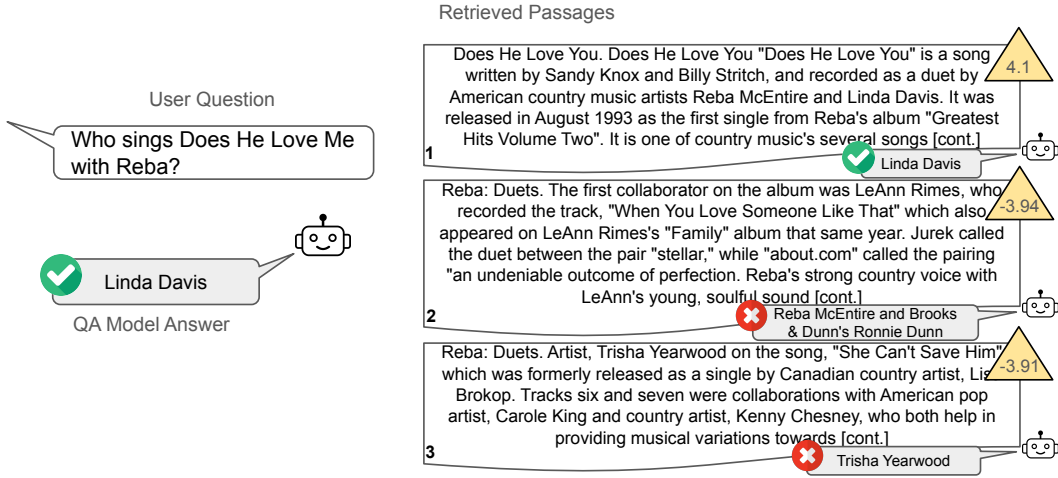 Retrieved Passages
User Question
Who sings Does He Love Me
with Reba?
Linda Davis
QA Model Answer
Does He Love You. Does He Love You "Does He Love You" is a song
written by Sandy Knox and Billy Stritch, and recorded as a duet by
American country music artists Reba McEntire and Linda Davis. It was
released in August 1993 as the first single from Reba's album "Greatest
Hits Volume Two". It is one of country music's several songs [cont.]
1
4.1
Linda Davis
Reba: Duets. The first collaborator on the album was LeAnn Rimes, who
recorded the track, "When You Love Someone Like That" which also
appeared on LeAnn Rimes's "Family" album that same year. Jurek called
the duet between the pair "stellar," while "about.com" called the pairing
"an undeniable outcome of perfection. Reba's strong country voice with
LeAnn's young, soulful sound [cont.]
2
-3.94
Reba McEntire and Brooks
& Dunn's Ronnie Dunn
Reba: Duets. Artist, Trisha Yearwood on the song, "She Can't Save Him"
which was formerly released as a single by Canadian country artist, Lisa
Brokop. Tracks six and seven were collaborations with American pop
artist, Carole King and country artist, Kenny Chesney, who both help in
providing musical variations towards [cont.]
3
-3.91
Trisha Yearwood